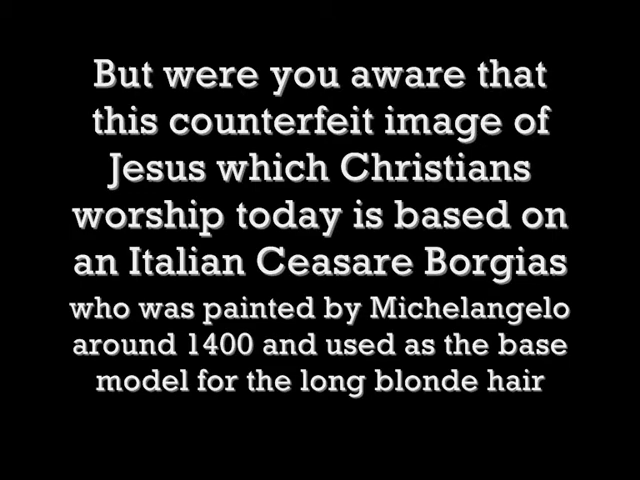 But were you aware that
this counterfeit image of
Jesus which Christians
worship today is based on
an Italian Ceasare Borgias
who was painted by Michelangelo
around 1400 and used as the base
model for the long blonde hair